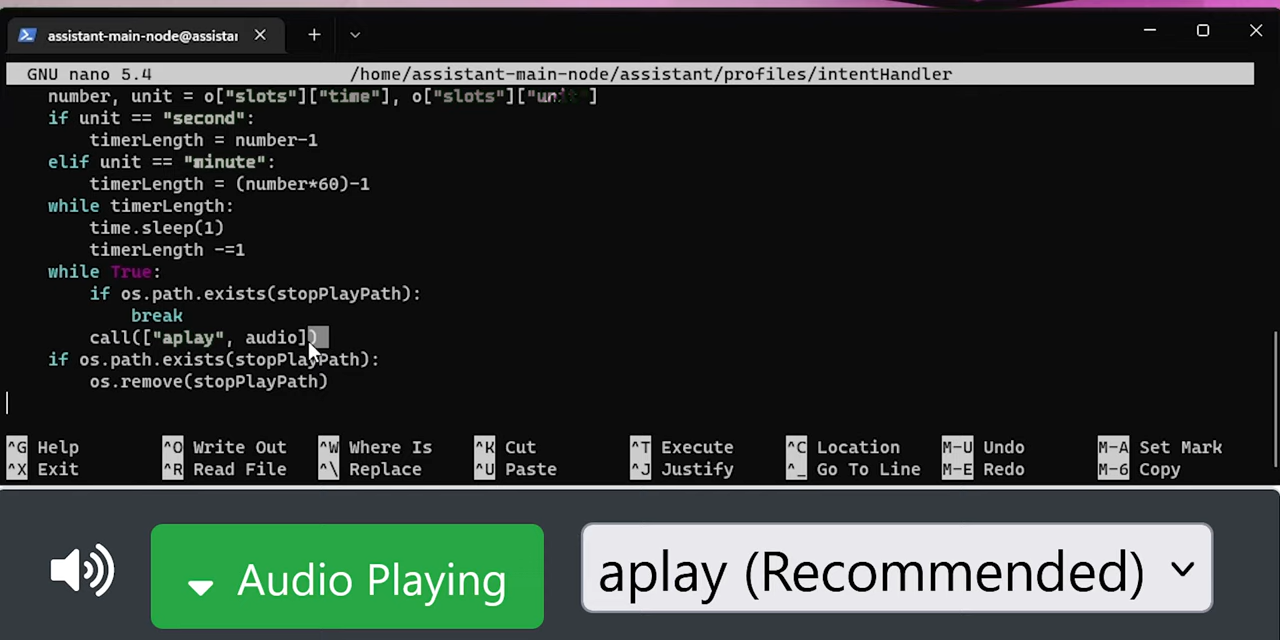 assistant-main-node@assistan
GNU nano 5.4 /home/assistant-main-node/assistant/profiles/intentHandler
number, unit = o["slots"]["time"], o["slots"]["unit"]
if unit == "second":
timerLength = number-1
elif unit == "minute":
timerLength = (number*60)-1
while timerLength:
time.sleep(1)
timerLength -=1
while True:
if os.path.exists(stopPlayPath):
break
call(["aplay", audio])
if os.path.exists(stopPlayPath):
os.remove(stopPlayPath)
^G Help ^O Write Out ^W Where Is ^K Cut ^T Execute ^C Location M-U Undo M-A Set Mark
^X Exit ^R Read File ^\ Replace ^U Paste ^J Justify ^_ Go To Line M-E Redo M-6 Copy
Audio Playing
aplay (Recommended)